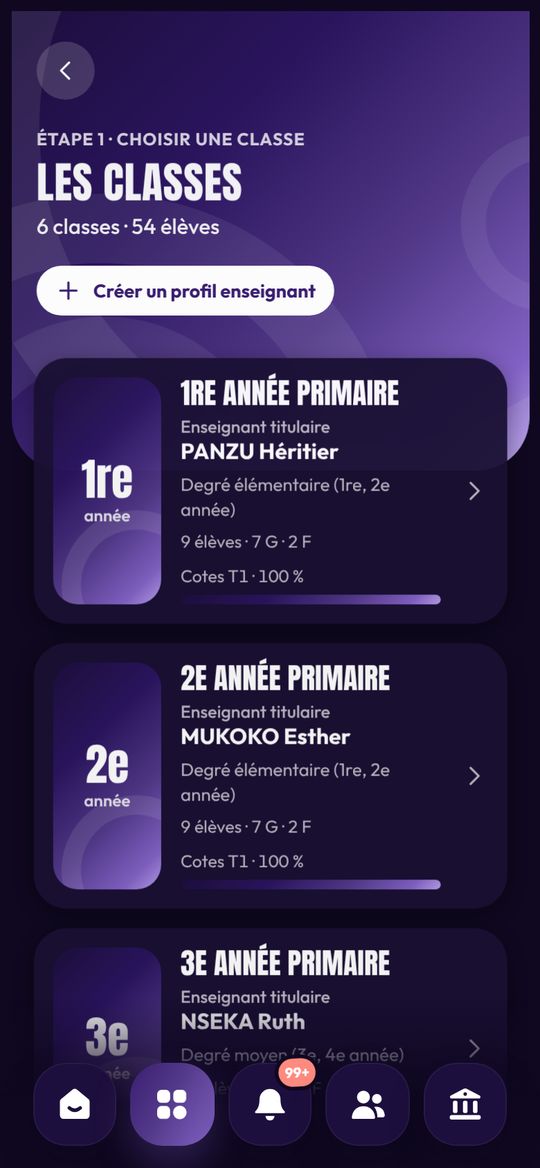 ÉTAPE 1 · CHOISIR UNE CLASSE
LES CLASSES
6 classes · 54 élèves
Créer un profil enseignant
1re
année
1RE ANNÉE PRIMAIRE
Enseignant titulaire
PANZU Héritier
Degré élémentaire (1re, 2e
année)
9 élèves · 7 G · 2 F
Cotes T1 · 100 %
2e
année
2E ANNÉE PRIMAIRE
Enseignant titulaire
MUKOKO Esther
Degré élémentaire (1re, 2e
année)
9 élèves · 7 G · 2 F
Cotes T1 · 100 %
3e
3E ANNÉE PRIMAIRE
Enseignant titulaire
NSEKA Ruth
Degré moyen (3e, 4e année)
99+